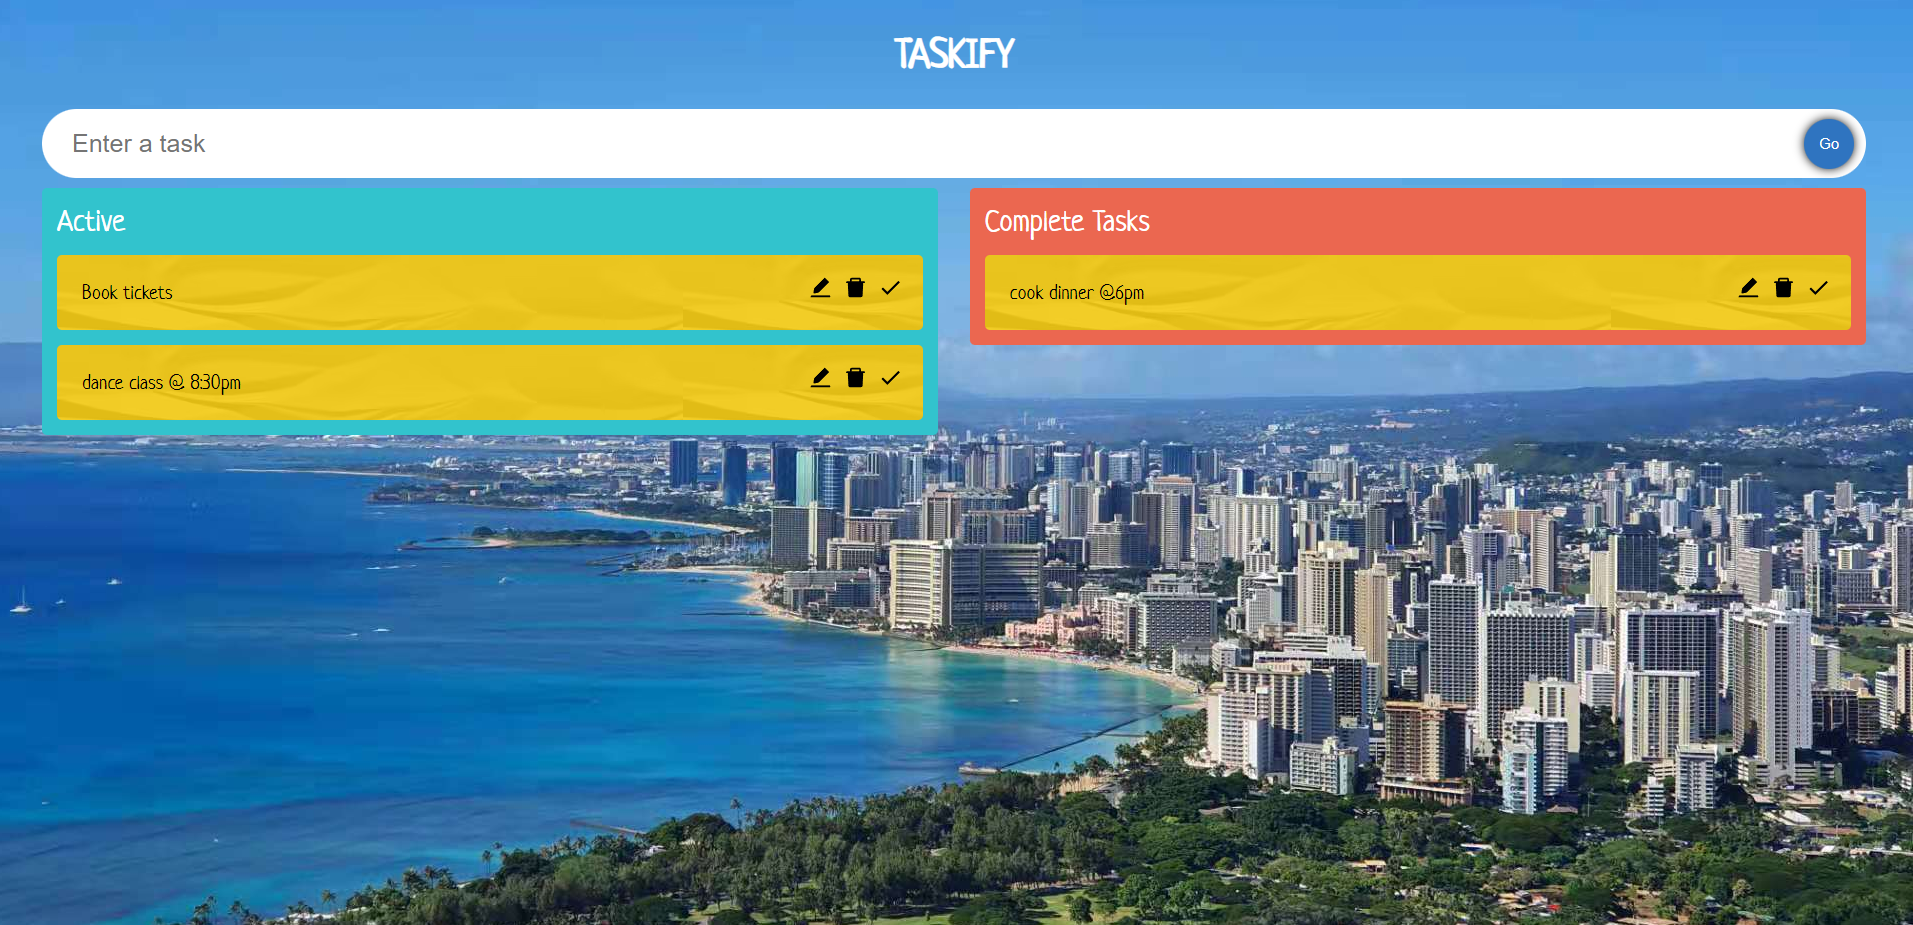 TASKIFY
Enter a task
Go
Active
Book tickets
dance class @ 8:30pm
Complete Tasks
cook dinner @6pm